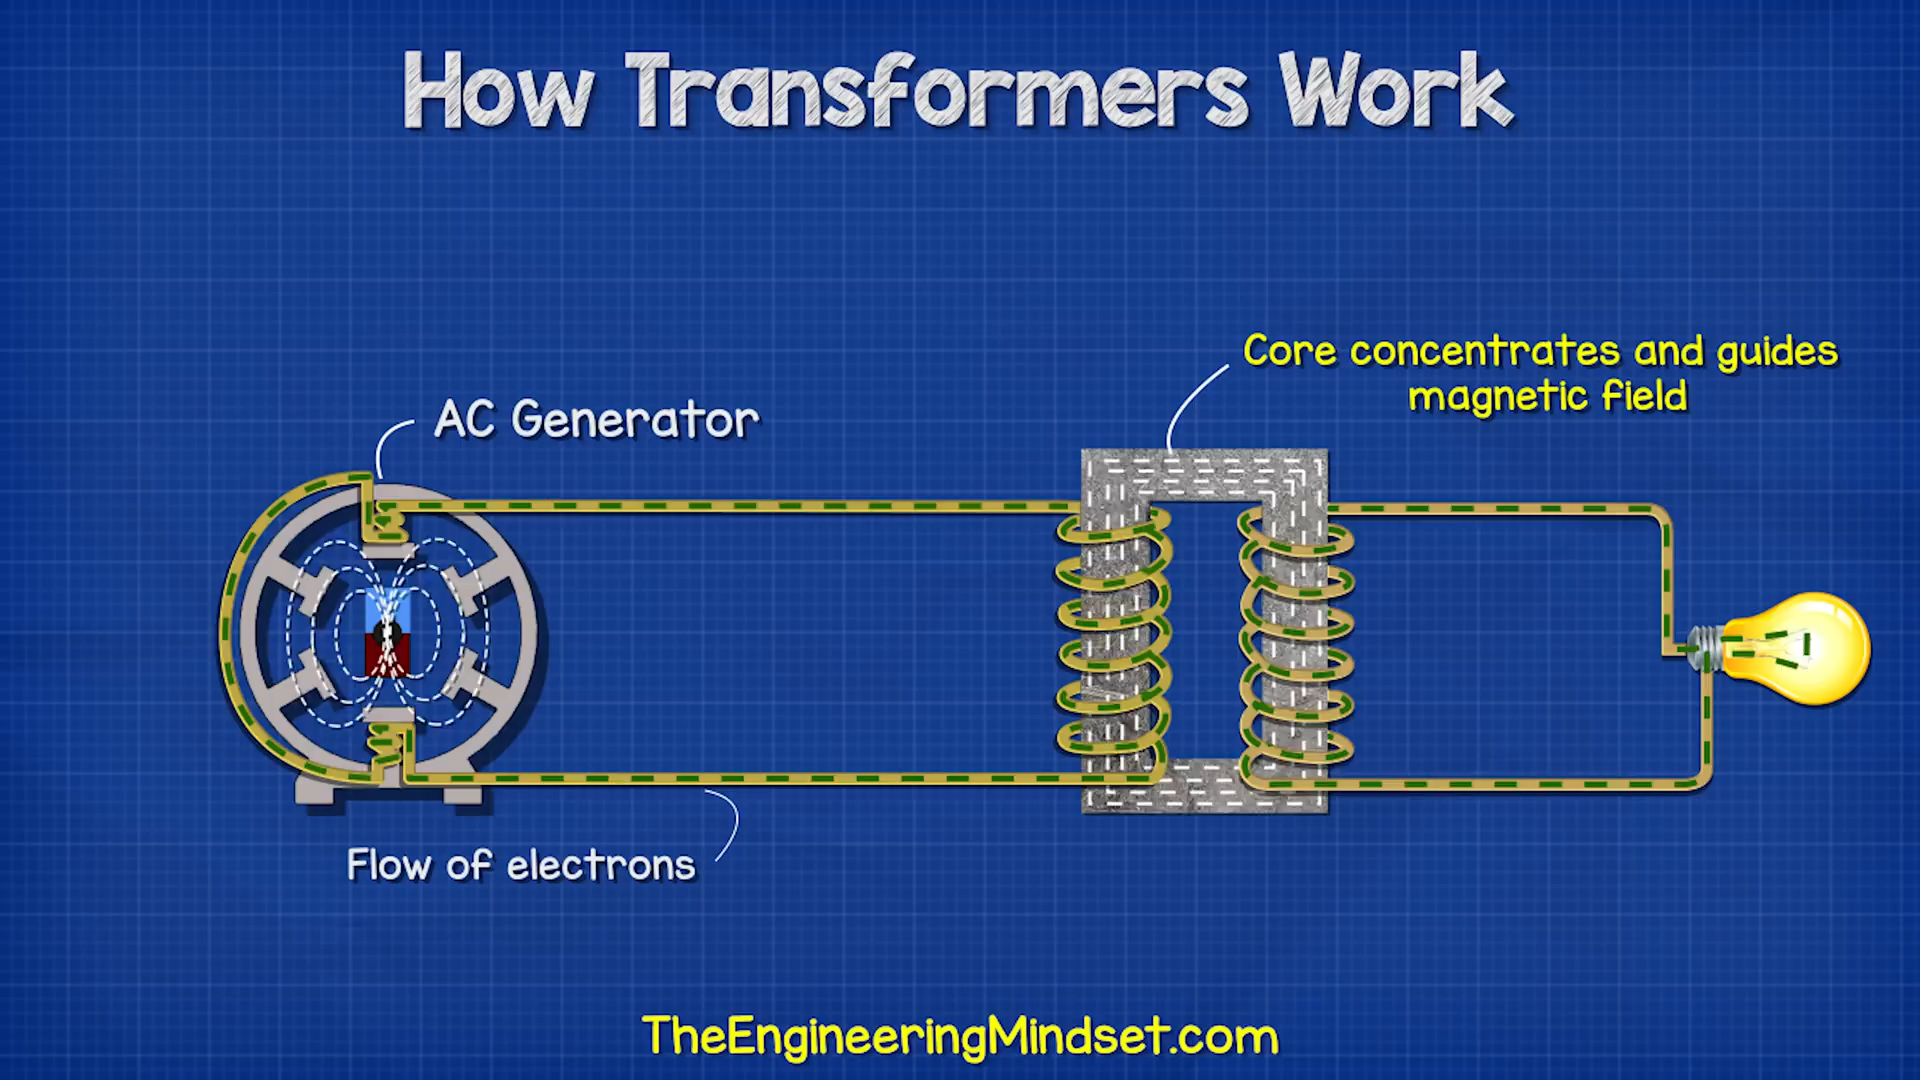 How Transformers Work
Core concentrates and guides
magnetic field
AC Generator
Flow of electrons
TheEngineeringMindset.com